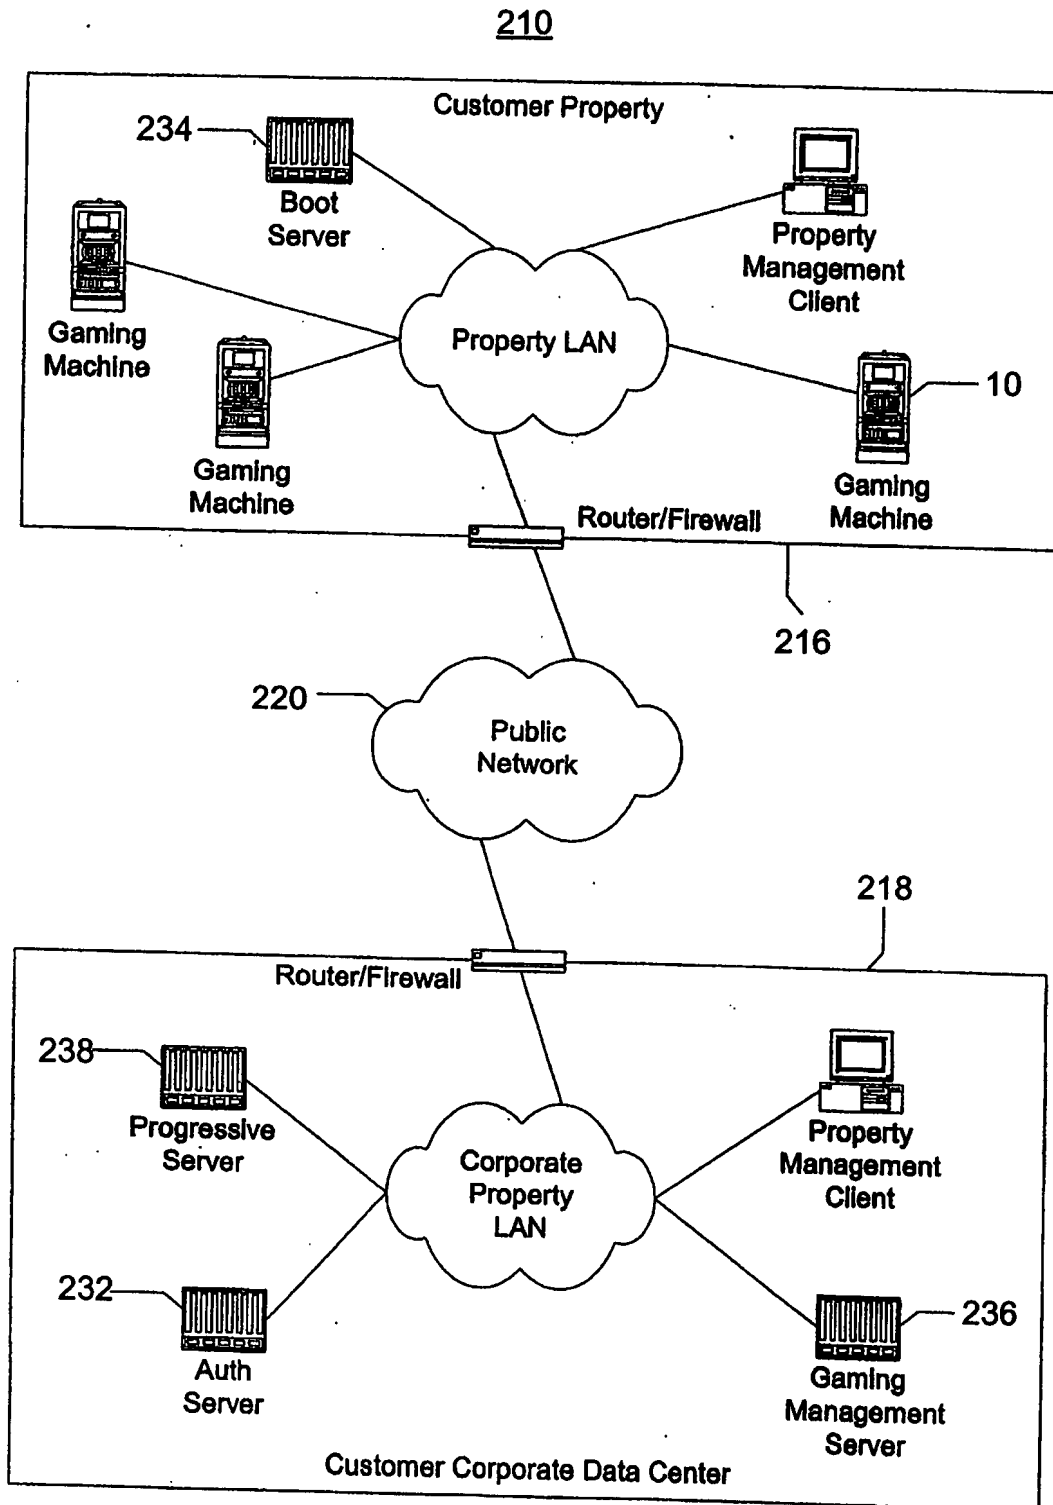 210
Customer Property
234
Boot
Server
Property
Management
Client
Gaming
Machine
Property LAN
10
Gaming
Machine
Gaming
Machine
Router/Firewall
216
220
Public
Network
218
Router/Firewall
238
Progressive
Server
Corporate
Property
LAN
Property
Management
Client
232
Auth
Server
236
Gaming
Management
Server
Customer Corporate Data Center